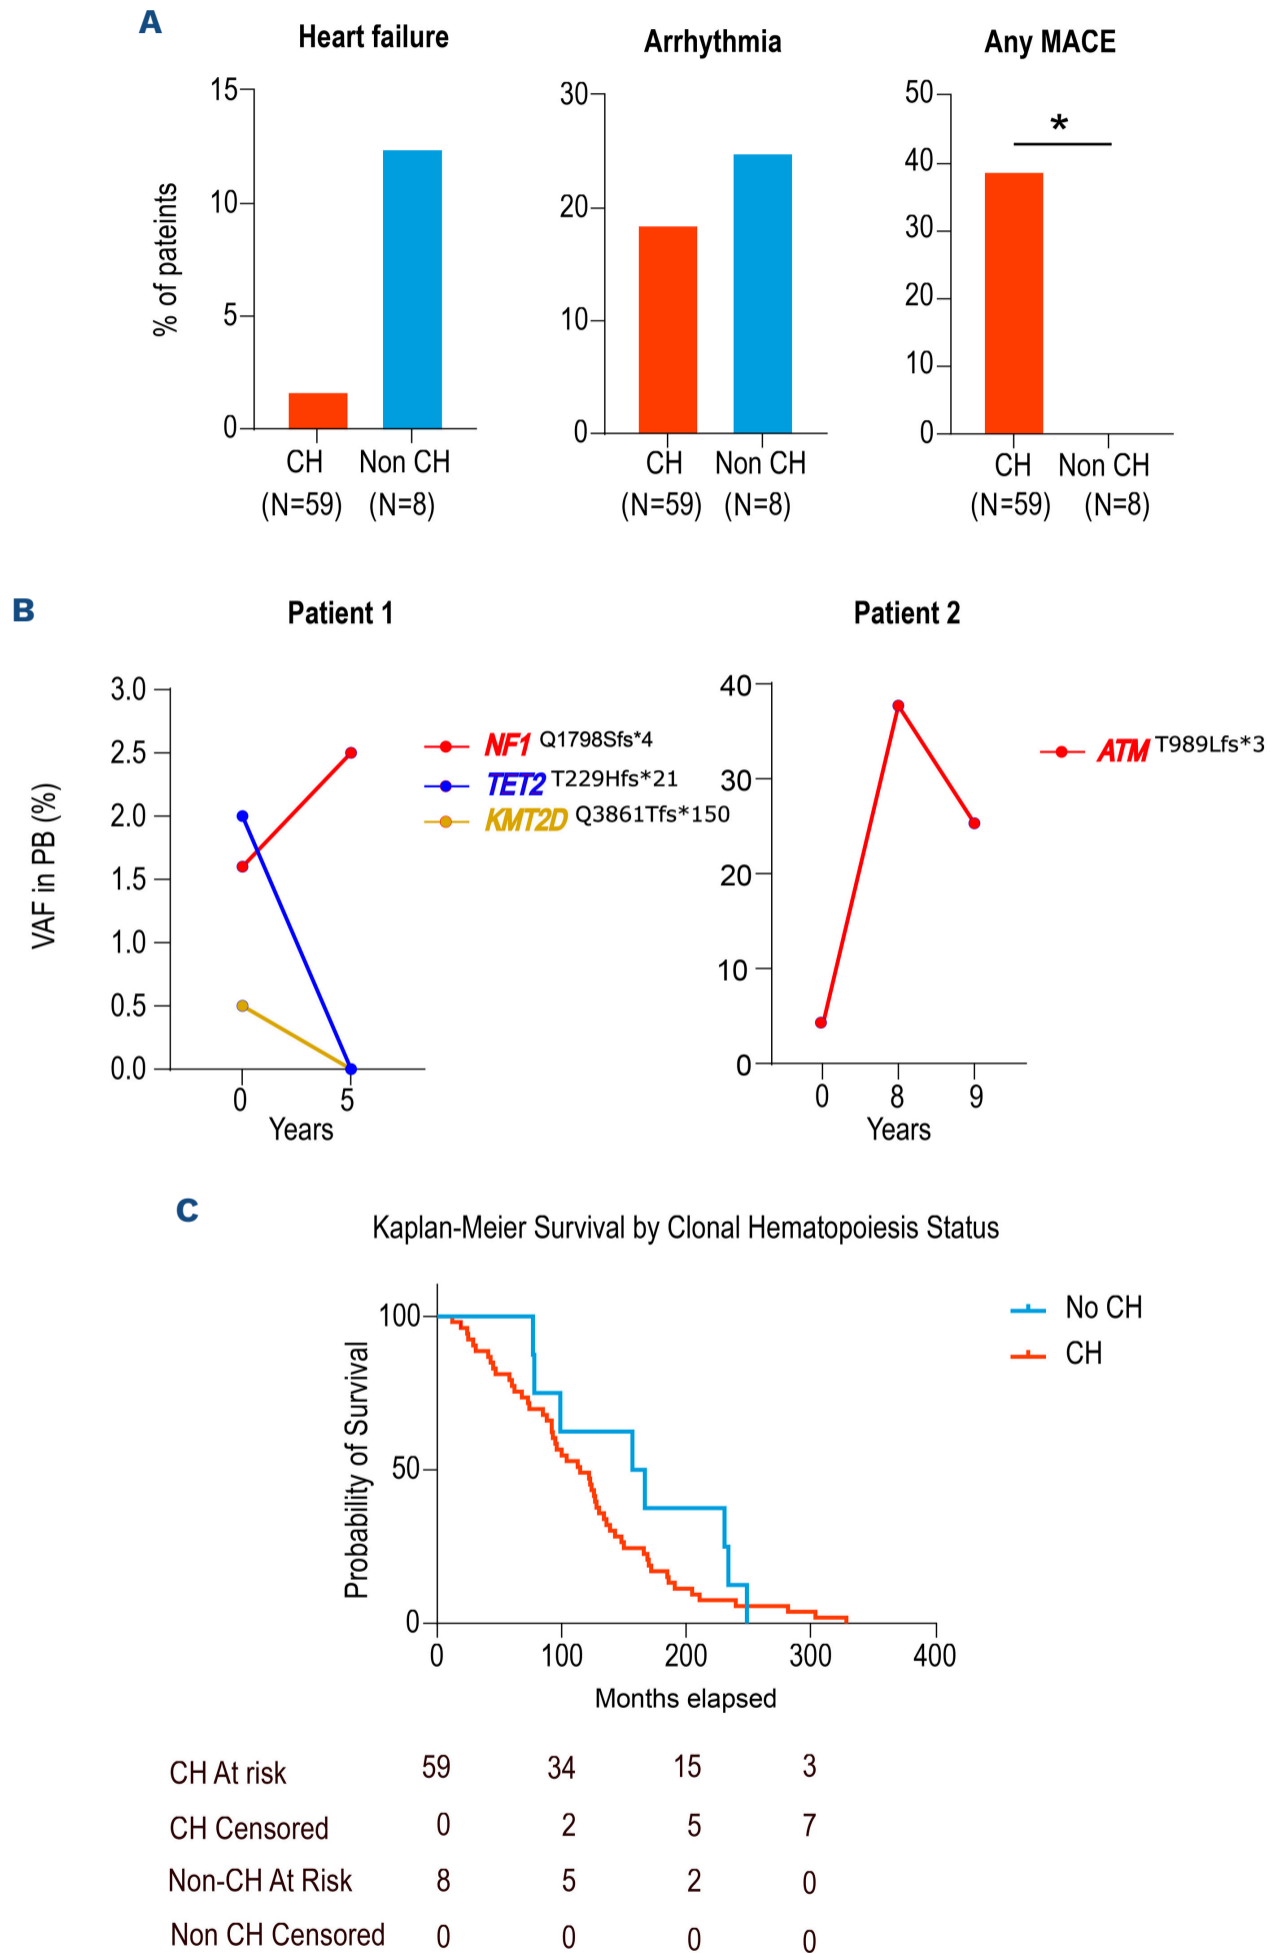 A
Heart failure
Arrhythmia
Any MACE
% of pateints
15
10
5
0
30
20
10
0
50
40
30
20
10
0
*
CH Non CH
(N=59) (N=8)
CH Non CH
(N=59) (N=8)
CH Non CH
(N=59) (N=8)
B
Patient 1
Patient 2
VAF in PB (%)
3.0
2.5
2.0
1.5
1.0
0.5
0.0
0 5
Years
NF1 Q1798Sfs*4
TET2 T229Hfs*21
KMT2D Q3861Tfs*150
40
30
20
10
0
0 8 9
Years
ATM T989Lfs*3
C
Kaplan-Meier Survival by Clonal Hematopoiesis Status
Probability of Survival
100
50
0
0 100 200 300 400
Months elapsed
No CH
CH
CH At risk 59 34 15 3
CH Censored 0 2 5 7
Non-CH At Risk 8 5 2 0
Non CH Censored 0 0 0 0